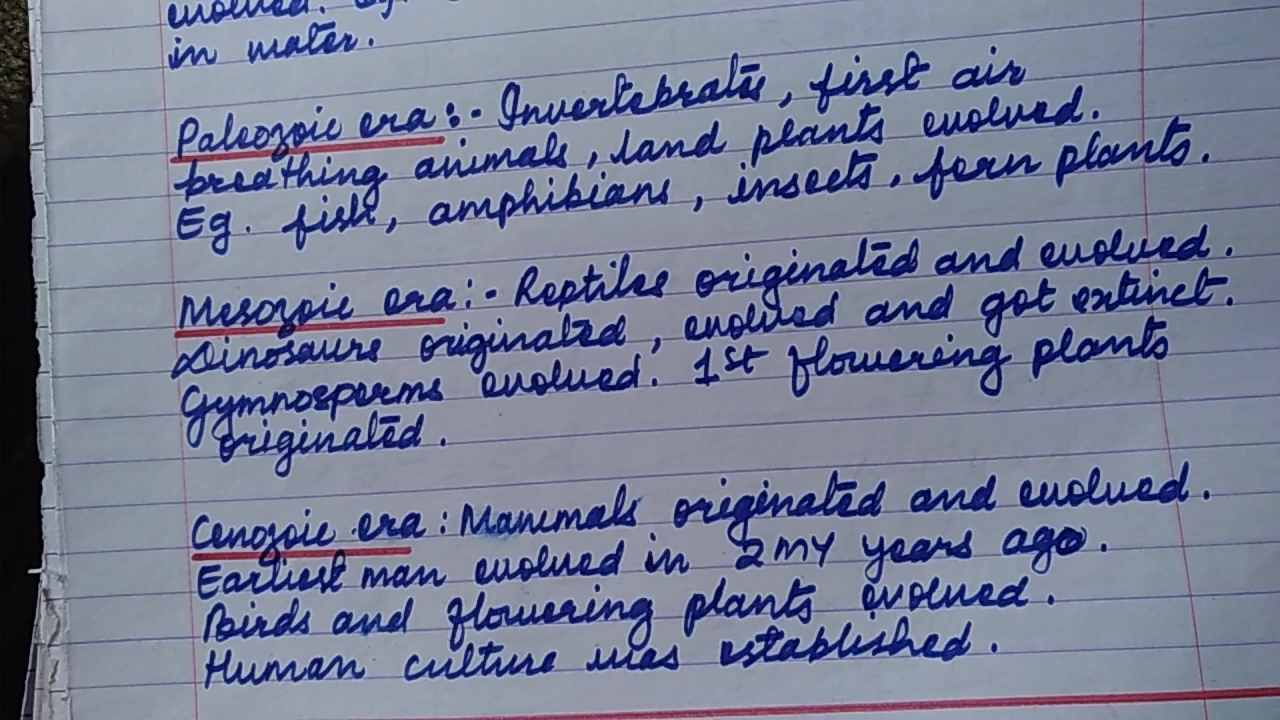 evolved.
in water.
Paleozoic era :- Invertebrates, first air
breathing animals, land plants evolved.
Eg. fish, amphibians, insects, fern plants.
Mesozoic era :- Reptiles originated and evolved.
Dinosaurs originated, evolved and got extinct.
Gymnosperms evolved. 1st flowering plants
originated.
Cenozoic era : Mammals originated and evolved.
Earliest man evolved in 2 MY years ago.
Birds and flowering plants evolved.
Human culture was established.